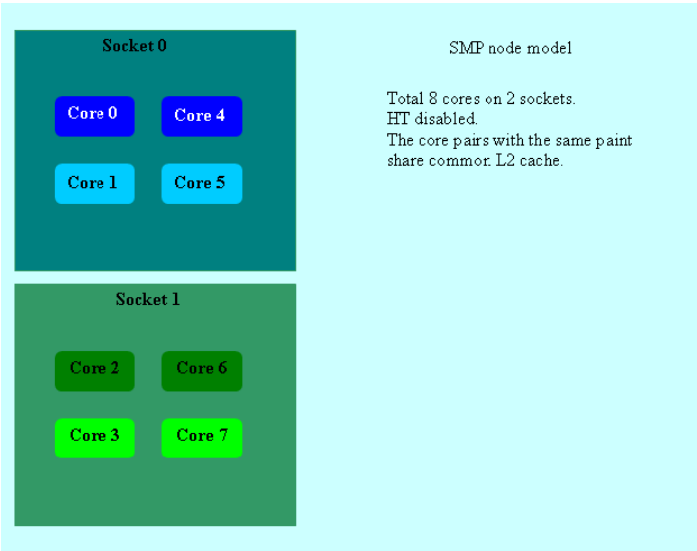 Socket 0
Core 0
Core 4
Core 1
Core 5
Socket 1
Core 2
Core 6
Core 3
Core 7
SMP node model
Total 8 cores on 2 sockets.
HT disabled.
The core pairs with the same paint
share commor. L2 cache.